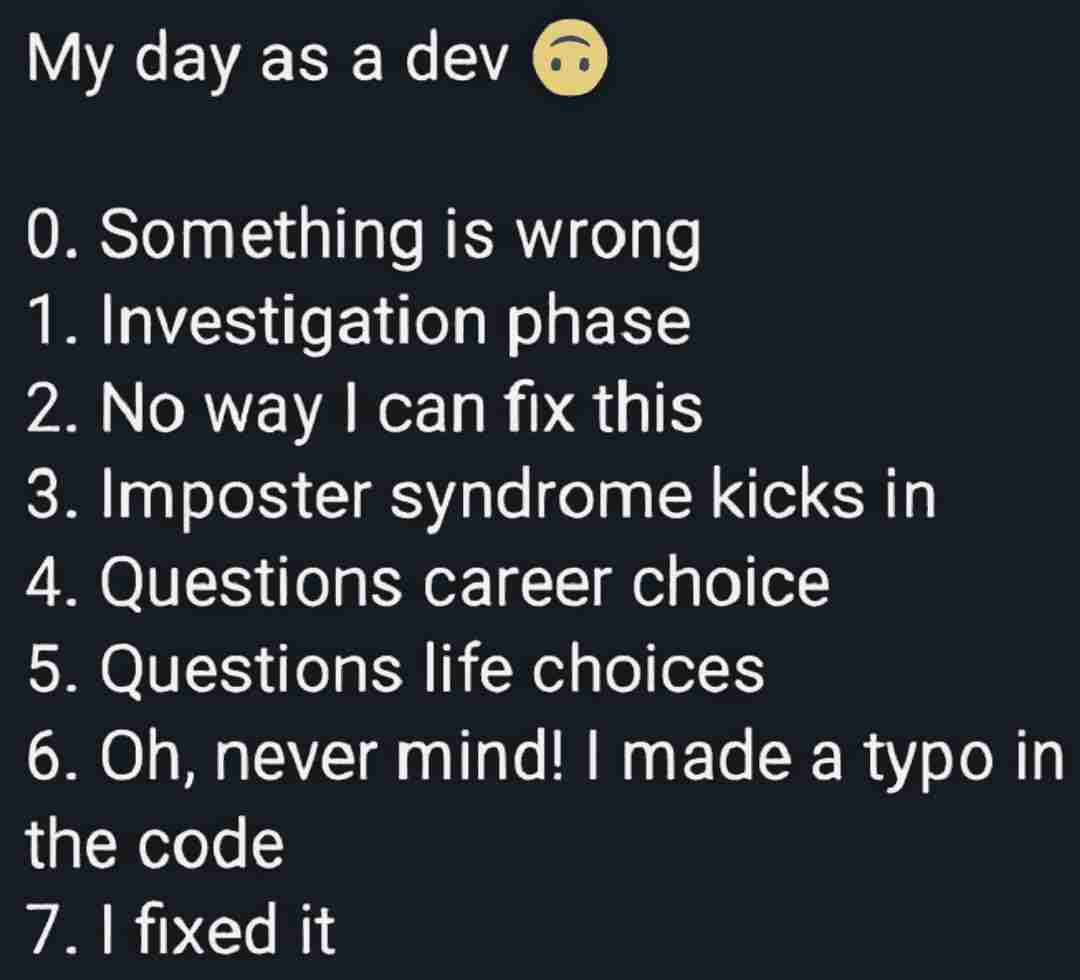 My day as a dev 🙃
0. Something is wrong
1. Investigation phase
2. No way I can fix this
3. Imposter syndrome kicks in
4. Questions career choice
5. Questions life choices
6. Oh, never mind! I made a typo in
the code
7. I fixed it